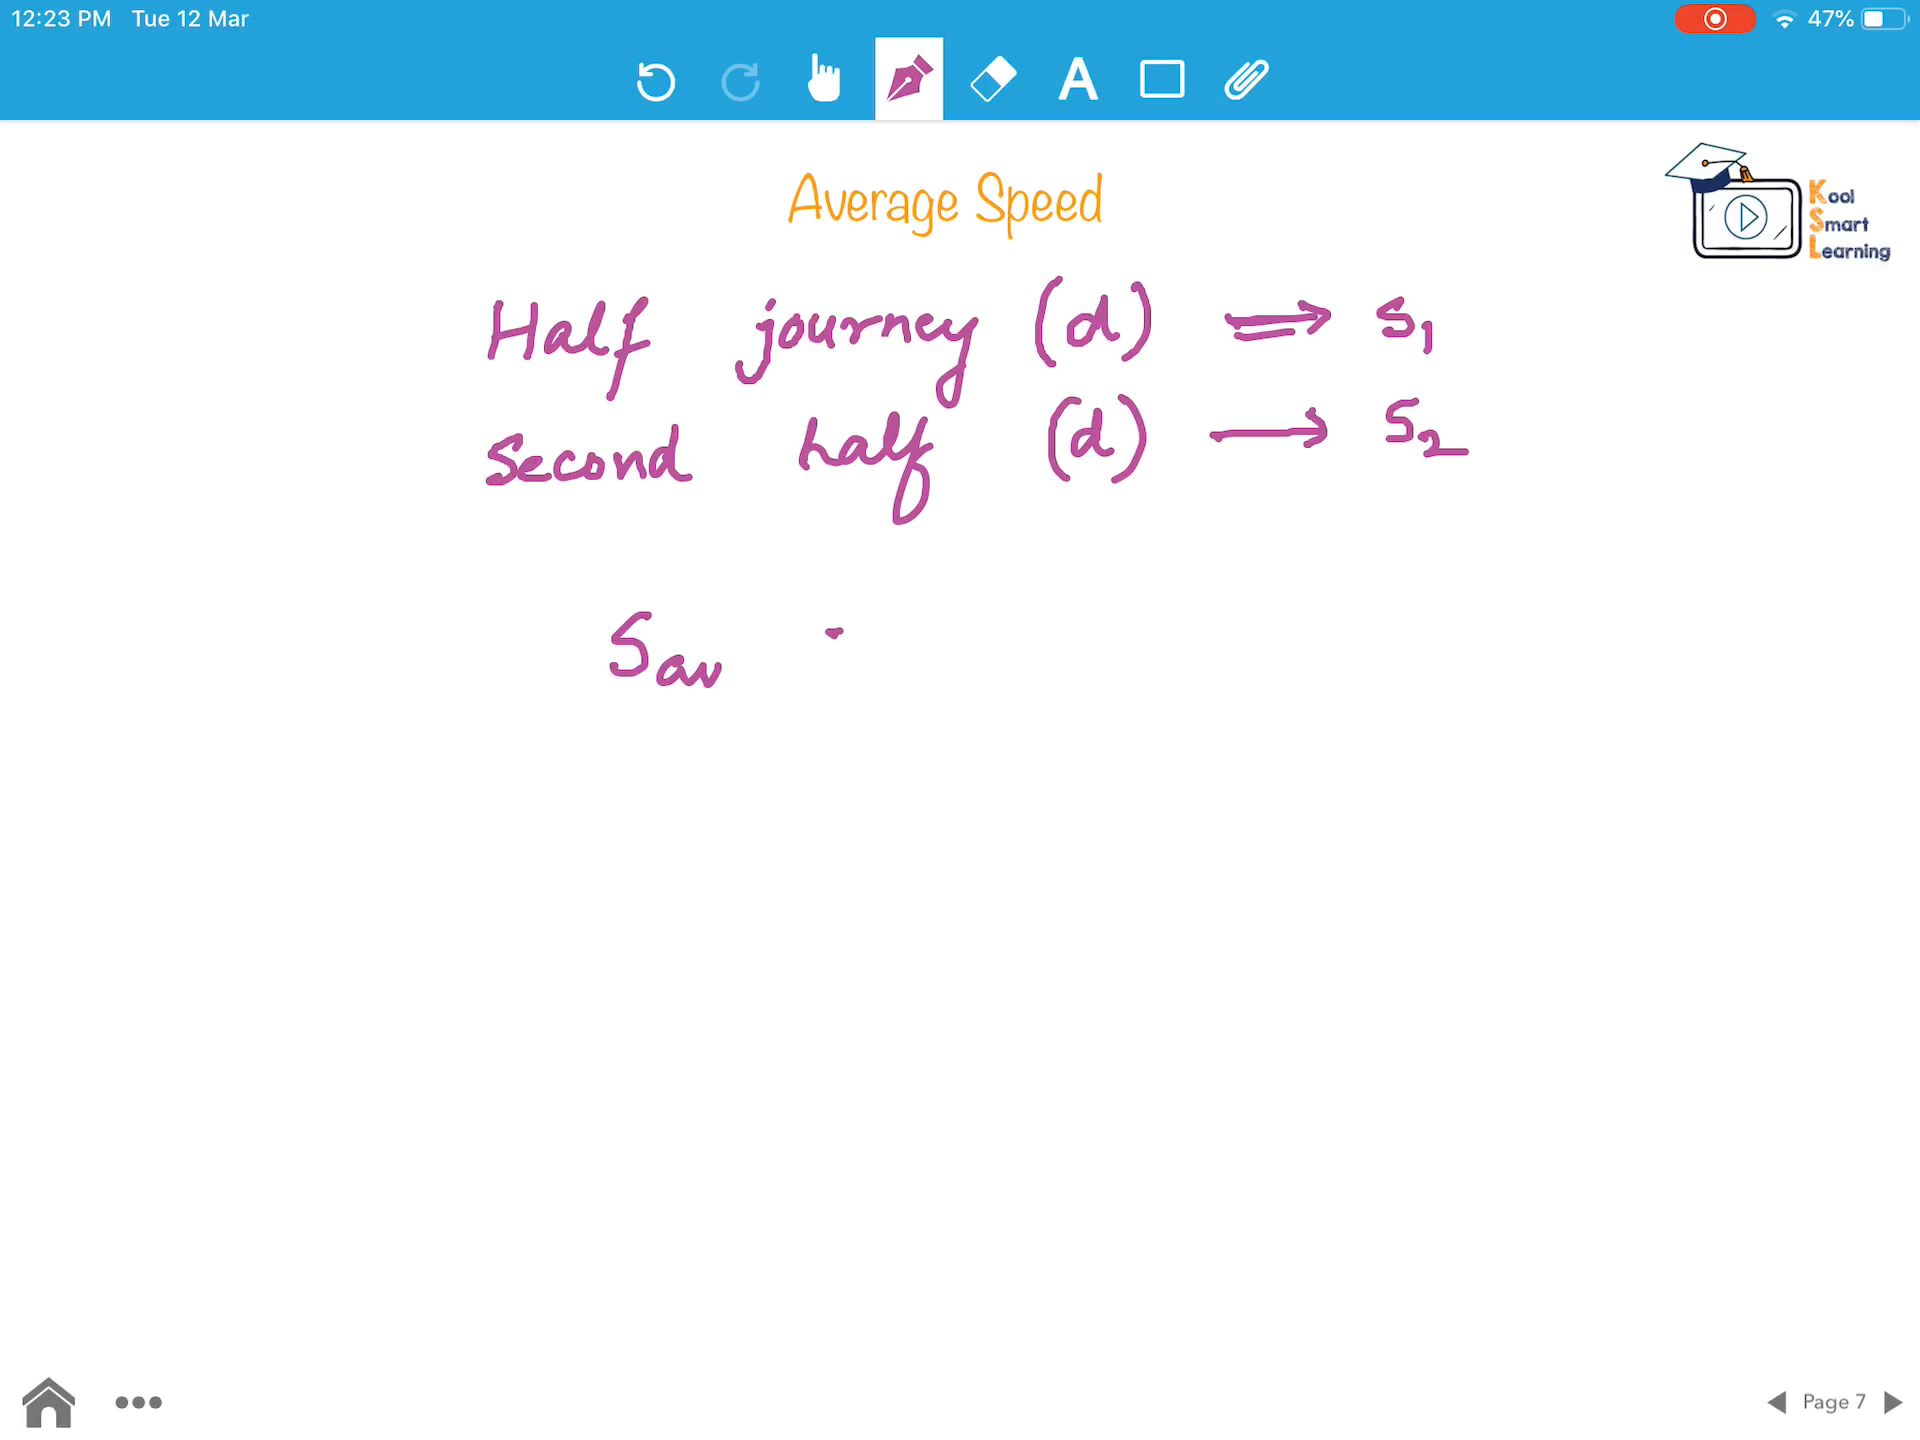 12:23 PM Tue 12 Mar 47%
A
Average Speed
Kool
Smart
Learning
Half journey (d) ⟹ S₁
Second half (d) ⟶ S₂
Sav
Page 7